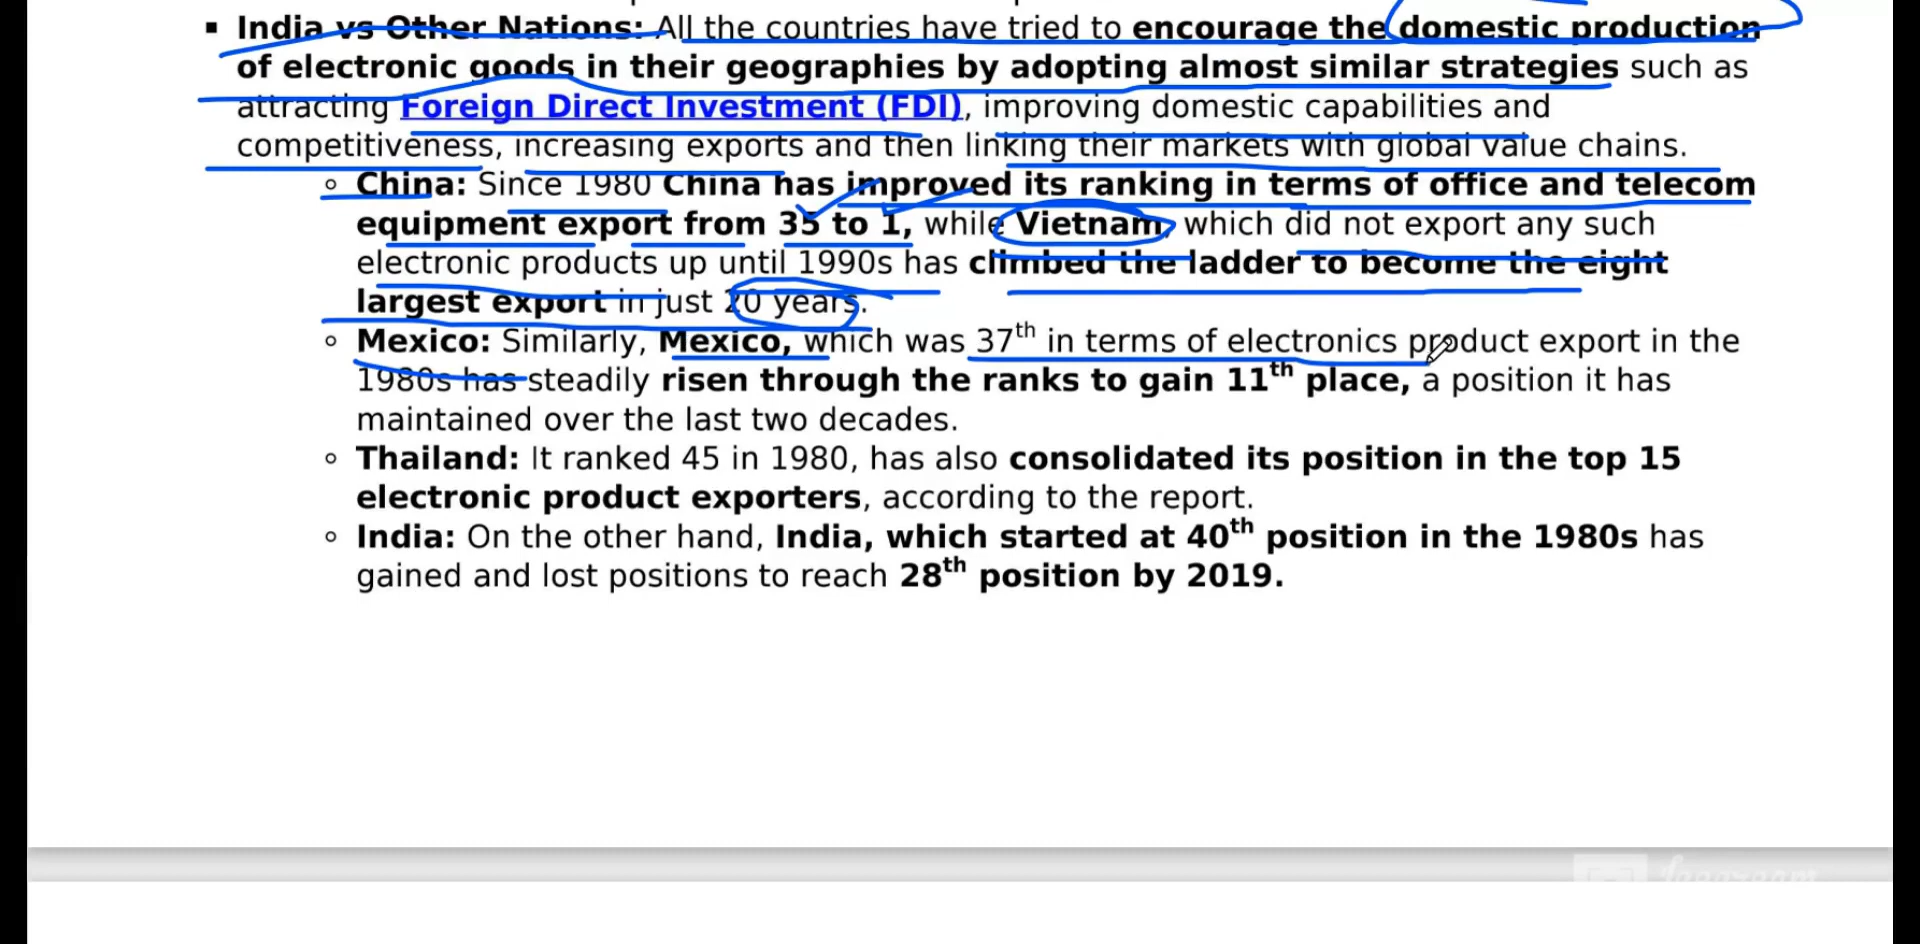 ▪ India vs Other Nations: All the countries have tried to encourage the domestic production
of electronic goods in their geographies by adopting almost similar strategies such as
attracting Foreign Direct Investment (FDI), improving domestic capabilities and
competitiveness, increasing exports and then linking their markets with global value chains.
◦ China: Since 1980 China has improved its ranking in terms of office and telecom
equipment export from 35 to 1, while Vietnam, which did not export any such
electronic products up until 1990s has climbed the ladder to become the eight
largest export in just 20 years.
◦ Mexico: Similarly, Mexico, which was 37th in terms of electronics product export in the
1980s has steadily risen through the ranks to gain 11th place, a position it has
maintained over the last two decades.
◦ Thailand: It ranked 45 in 1980, has also consolidated its position in the top 15
electronic product exporters, according to the report.
◦ India: On the other hand, India, which started at 40th position in the 1980s has
gained and lost positions to reach 28th position by 2019.